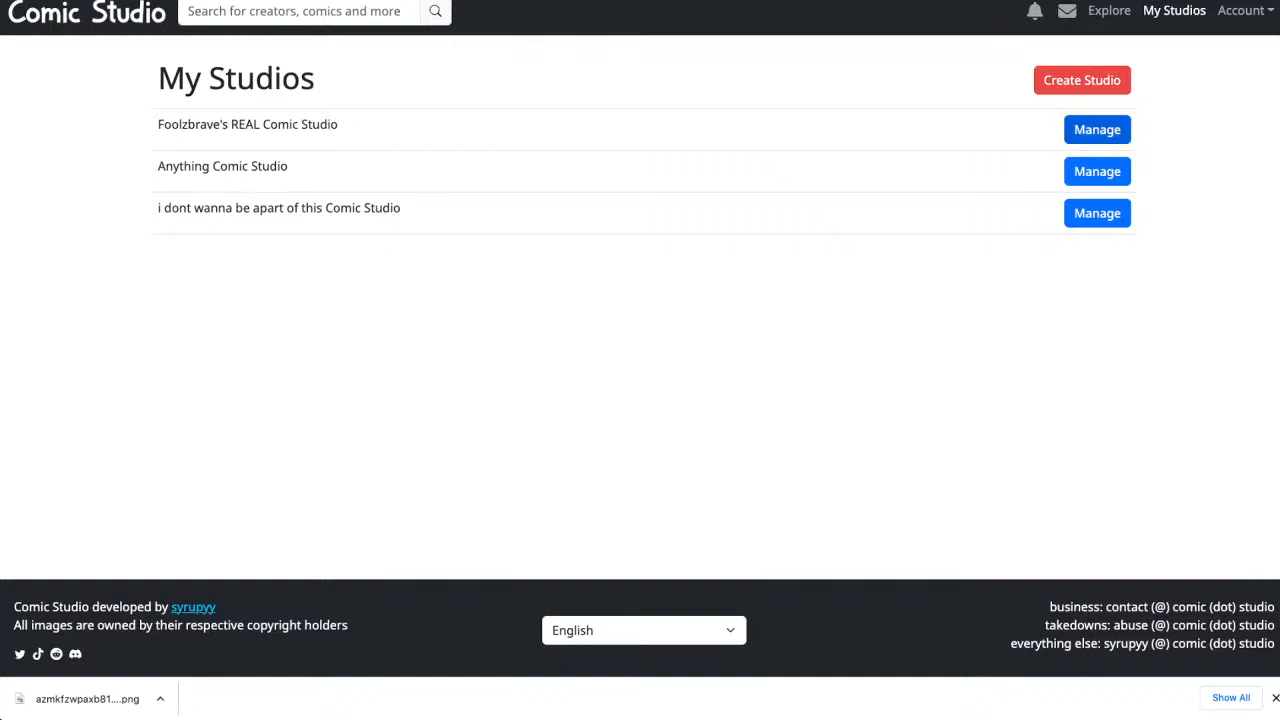 Comic Studio Search for creators, comics and more Explore My Studios Account
My Studios Create Studio
Foolzbrave's REAL Comic Studio Manage
Anything Comic Studio Manage
i dont wanna be apart of this Comic Studio Manage
Comic Studio developed by syrupyy
All images are owned by their respective copyright holders
English
business: contact (@) comic (dot) studio
takedowns: abuse (@) comic (dot) studio
everything else: syrupyy (@) comic (dot) studio
azmkfzwpaxb81....png Show All